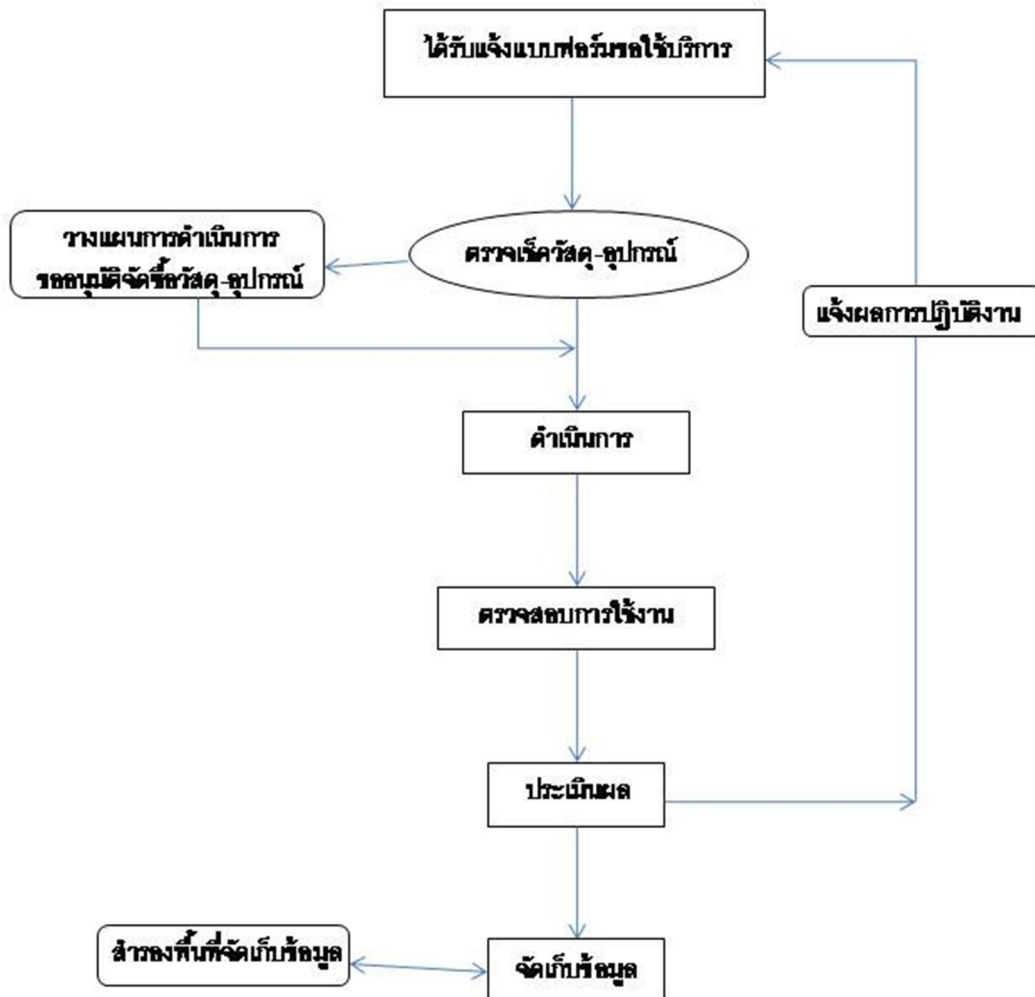 ได้รับแจ้งแบบฟอร์มขอใช้บริการ
วางแผนการดำเนินการ
ขออนุมัติจัดซื้อวัสดุ-อุปกรณ์
ตรวจเช็ควัสดุ-อุปกรณ์
แจ้งผลการปฏิบัติงาน
ดำเนินการ
ตรวจสอบการใช้งาน
ประเมินผล
สำรองพื้นที่จัดเก็บข้อมูล
จัดเก็บข้อมูล